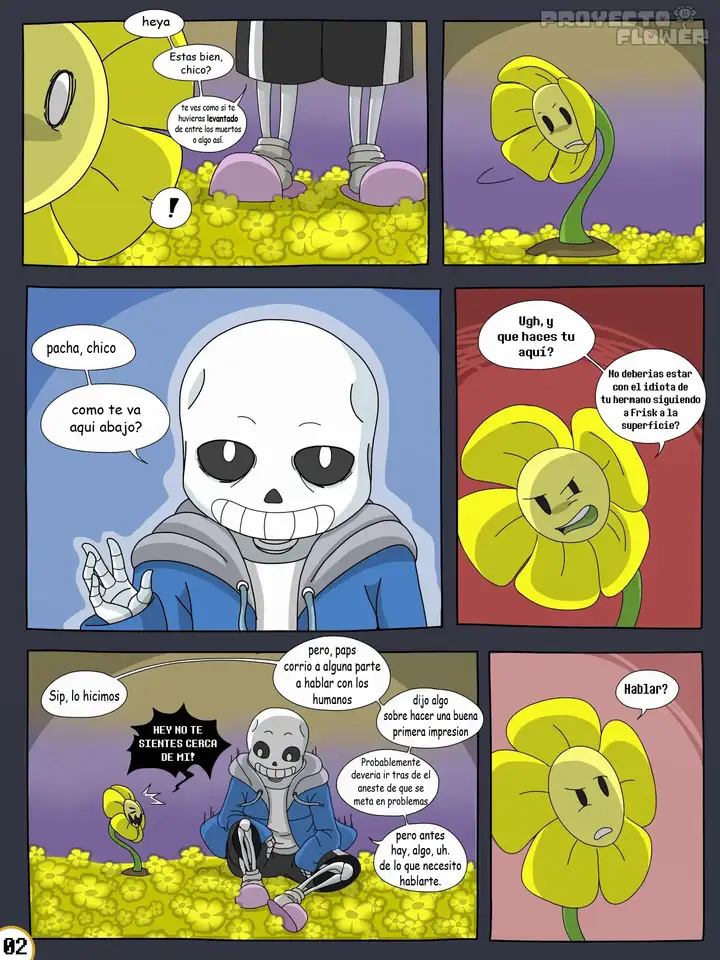 PROYECTO
FLOWER
heya
Estas bien,
chico?
te ves como si te
huvieras levantado
de entre los muertos
o algo así.
!
pacha, chico
como te va
aqui abajo?
Ugh, y
que haces tu
aquí?
No deberias estar
con el idiota de
tu hermano siguiendo
a Frisk a la
superficie?
Sip, lo hicimos
pero, paps
corrio a alguna parte
a hablar con los
humanos
dijo algo
sobre hacer una buena
primera impresion
HEY NO TE
SIENTES CERCA
DE MI!
Probablemente
deveria ir tras de el
aneste de que se
meta en problemas
pero antes
hay, algo, uh.
de lo que necesito
hablarte.
Hablar?
02